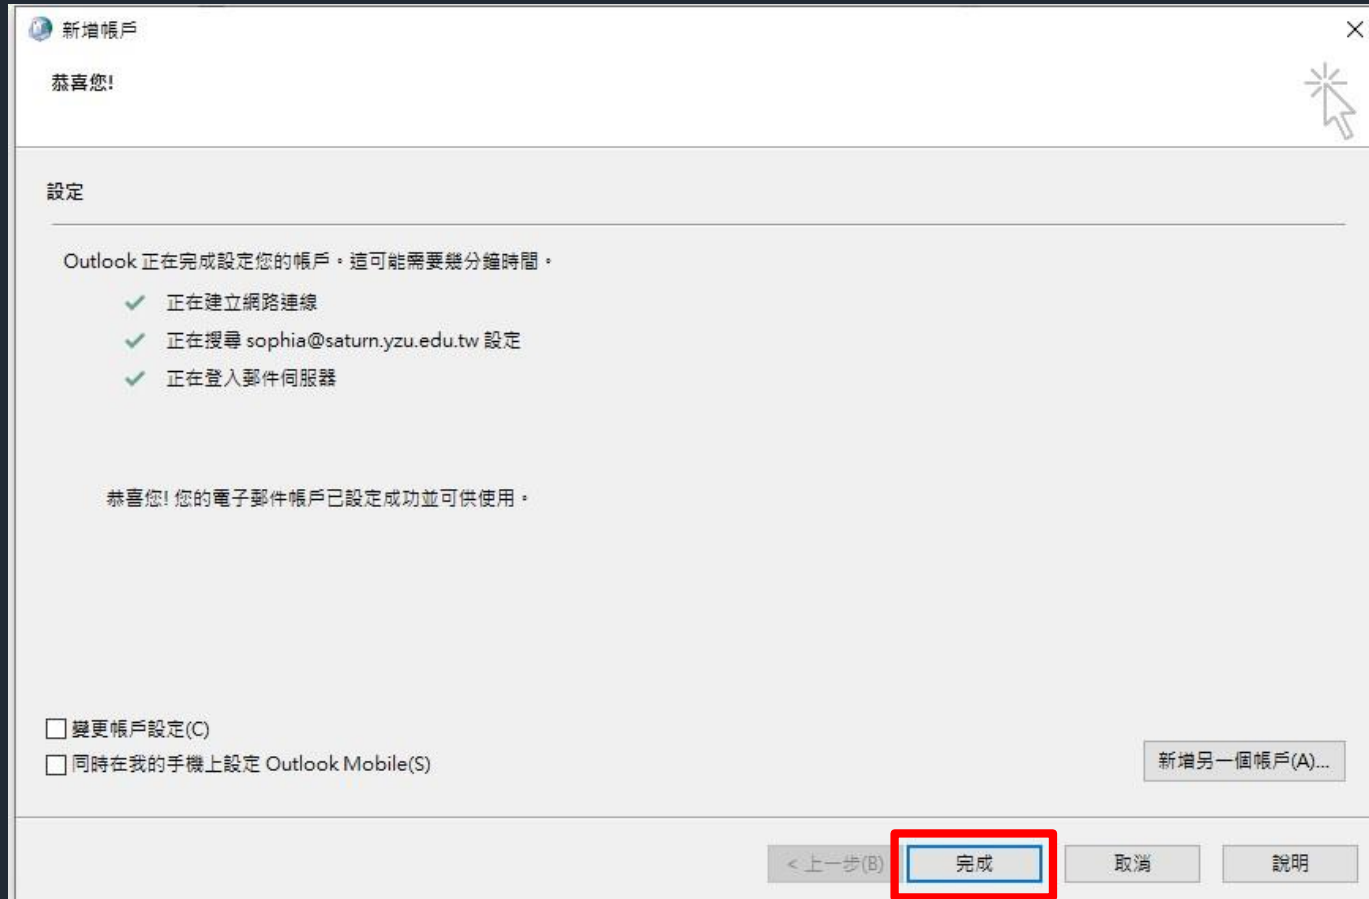 新增帳戶
恭喜您!
設定
Outlook 正在完成設定您的帳戶。這可能需要幾分鐘時間。
正在建立網路連線
正在搜尋 sophia@saturn.yzu.edu.tw 設定
正在登入郵件伺服器
恭喜您! 您的電子郵件帳戶已設定成功並可供使用。
變更帳戶設定(C)
同時在我的手機上設定 Outlook Mobile(S)
新增另一個帳戶(A)...
< 上一步(B) 完成 取消 說明